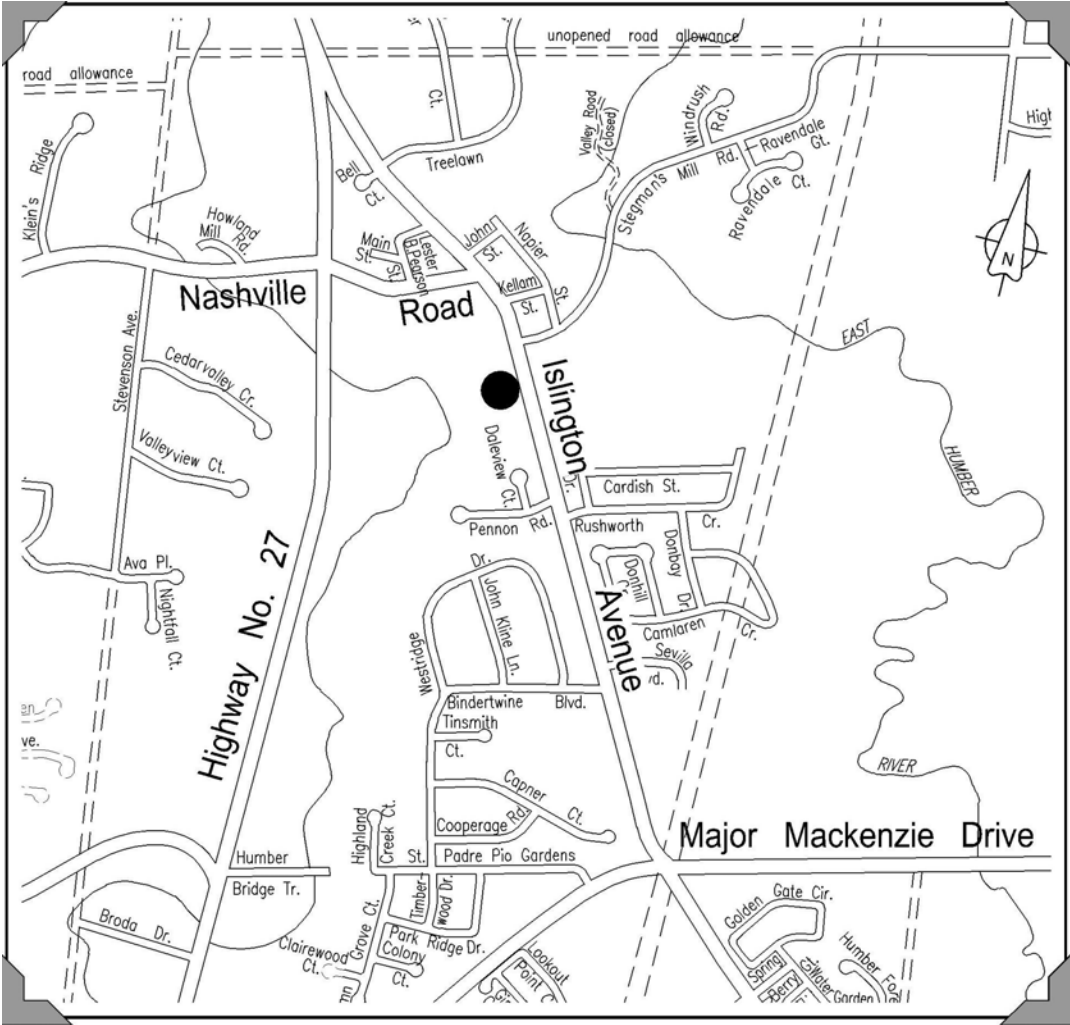 unopened road allowance
road allowance
Ct.
Klein's Ridge
Treelawn
Bell Ct.
Valley Road (closed)
Windrush Rd.
Stegman's Mill Rd.
Ravendale Gt.
Ravendale Ct.
N
Howland Mill Rd.
Main St.
St.
Lester B. Pearson
John St.
Napier St.
Kellam St.
Nashville Road
Stevenson Ave.
Cedarvalley Cr.
Valleyview Ct.
Islington Avenue
EAST HUMBER RIVER
Daleview Ct.
Dr.
Cardish St.
Pennon Rd.
Rushworth Cr.
Donbay Dr.
Donhill Cr.
Camlaren Cr.
Sevilla
Ava Pl.
Nightfall Ct.
Highway No. 27
Westridge Dr.
John Kline Ln.
Bindertwine Blvd.
Tinsmith Ct.
Capner Ct.
Cooperage Rd.
Highland Creek Ct.
Padre Pio Gardens
St.
Major Mackenzie Drive
Humber Bridge Tr.
Broda Dr.
Timber-
wood Dr.
Grove Ct.
Park Ridge Dr.
Colony Ct.
Clairewood Ct.
Lookout Point
Golden Gate Cir.
Spring
Berry
Water
Garden
Humber